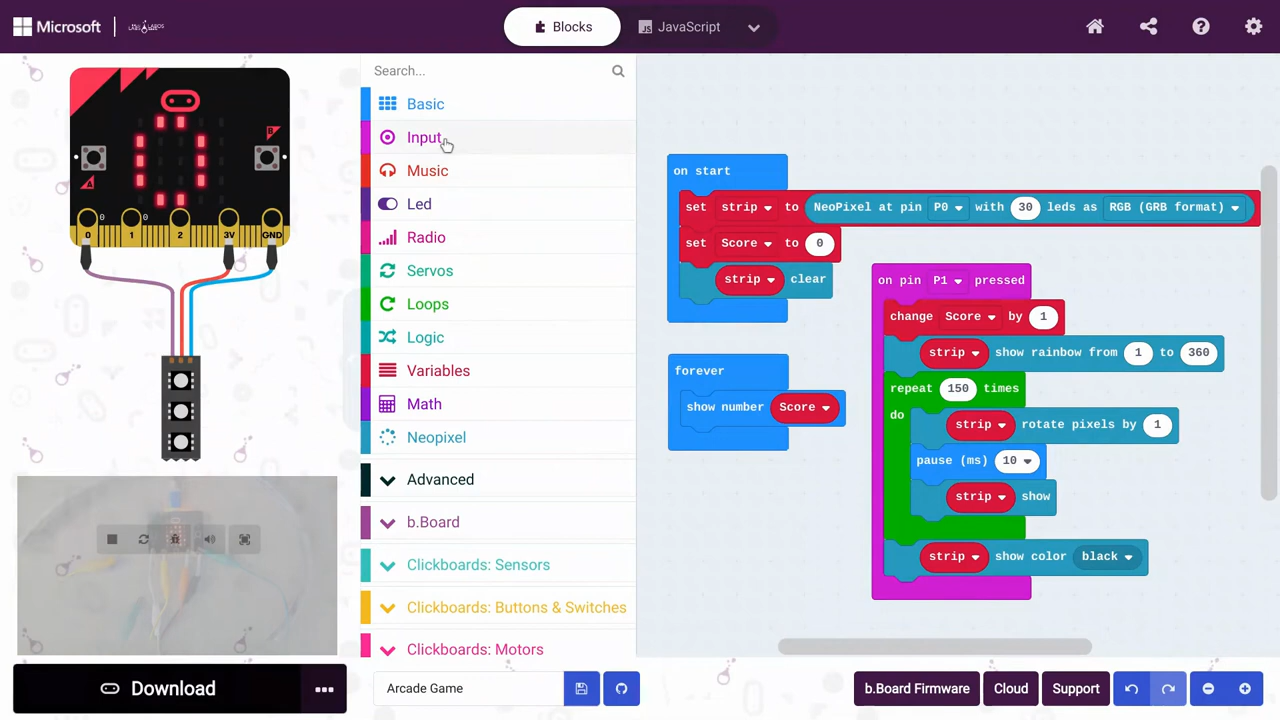 Microsoft
Blocks
JS JavaScript
Search...
Basic
Input
Music
Led
Radio
Servos
Loops
Logic
Variables
Math
Neopixel
Advanced
b.Board
Clickboards: Sensors
Clickboards: Buttons & Switches
Clickboards: Motors
A
B
0
0
0 1 2 3V GND
on start
set strip to NeoPixel at pin P0 with 30 leds as RGB (GRB format)
set Score to 0
strip clear
forever
show number Score
on pin P1 pressed
change Score by 1
strip show rainbow from 1 to 360
repeat 150 times
do strip rotate pixels by 1
pause (ms) 10
strip show
strip show color black
Download
Arcade Game
b.Board Firmware
Cloud
Support